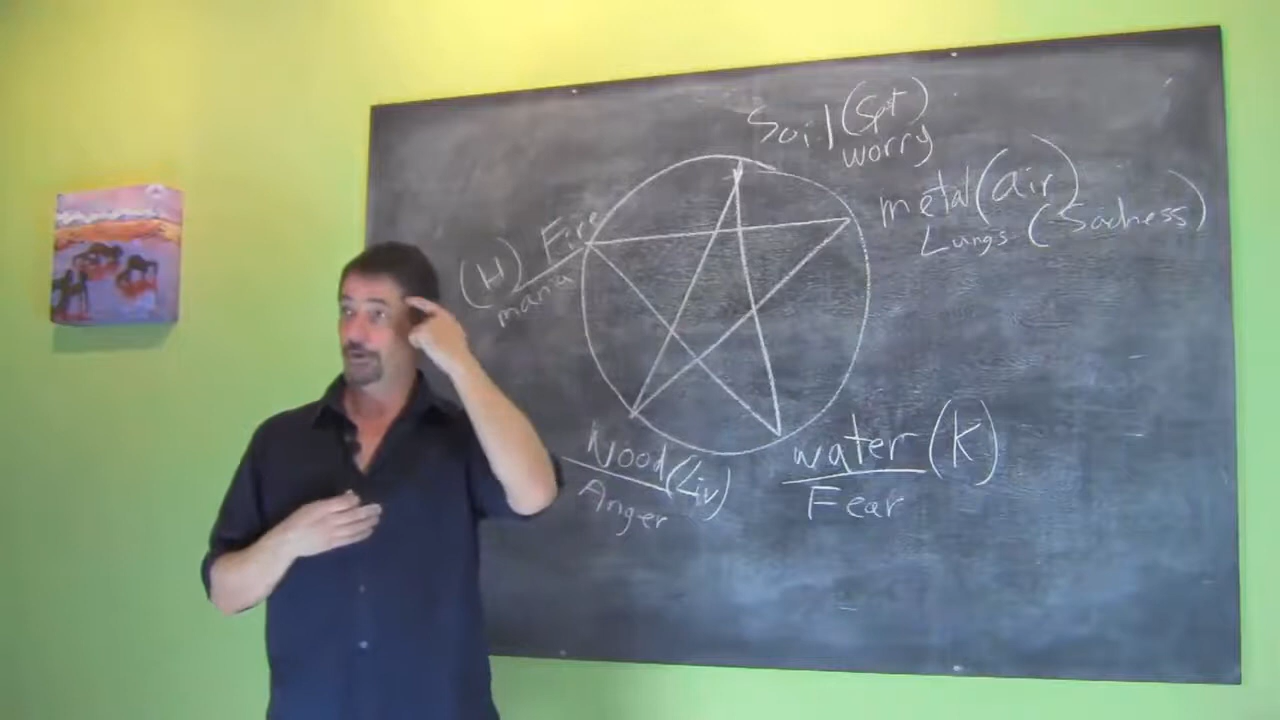 Soil (Spt)
worry
metal (air)
Lungs (Sadness)
(H) Fire
mania
Wood (Liv)
Anger
water (K)
Fear